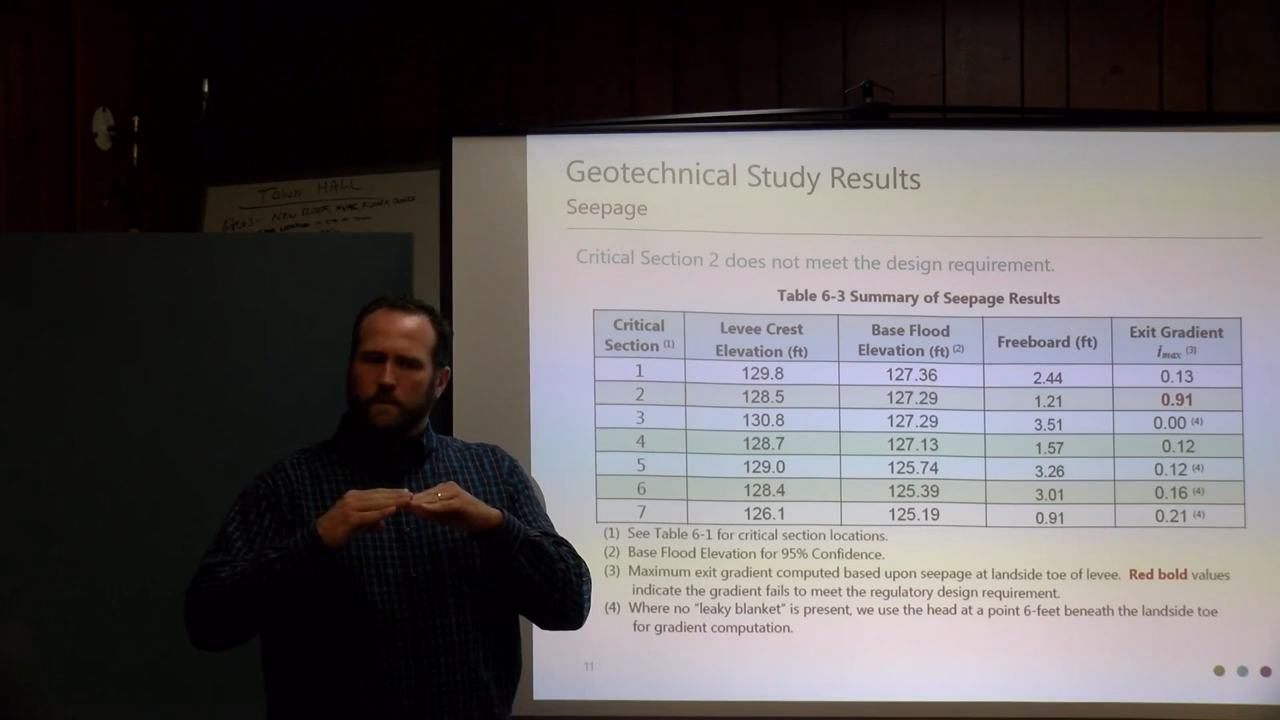 TOWN HALL
NEW ROOF, HVAC, FLOOR,
Geotechnical Study Results
Seepage
Critical Section 2 does not meet the design requirement.
Table 6-3 Summary of Seepage Results
Critical Section (1) Levee Crest Elevation (ft) Base Flood Elevation (ft) (2) Freeboard (ft) Exit Gradient imax (3)
1 129.8 127.36 2.44 0.13
2 128.5 127.29 1.21 0.91
3 130.8 127.29 3.51 0.00 (4)
4 128.7 127.13 1.57 0.12
5 129.0 125.74 3.26 0.12 (4)
6 128.4 125.39 3.01 0.16 (4)
7 126.1 125.19 0.91 0.21 (4)
(1) See Table 6-1 for critical section locations.
(2) Base Flood Elevation for 95% Confidence.
(3) Maximum exit gradient computed based upon seepage at landside toe of levee. Red bold values
indicate the gradient fails to meet the regulatory design requirement.
(4) Where no "leaky blanket" is present, we use the head at a point 6-feet beneath the landside toe
for gradient computation.
11